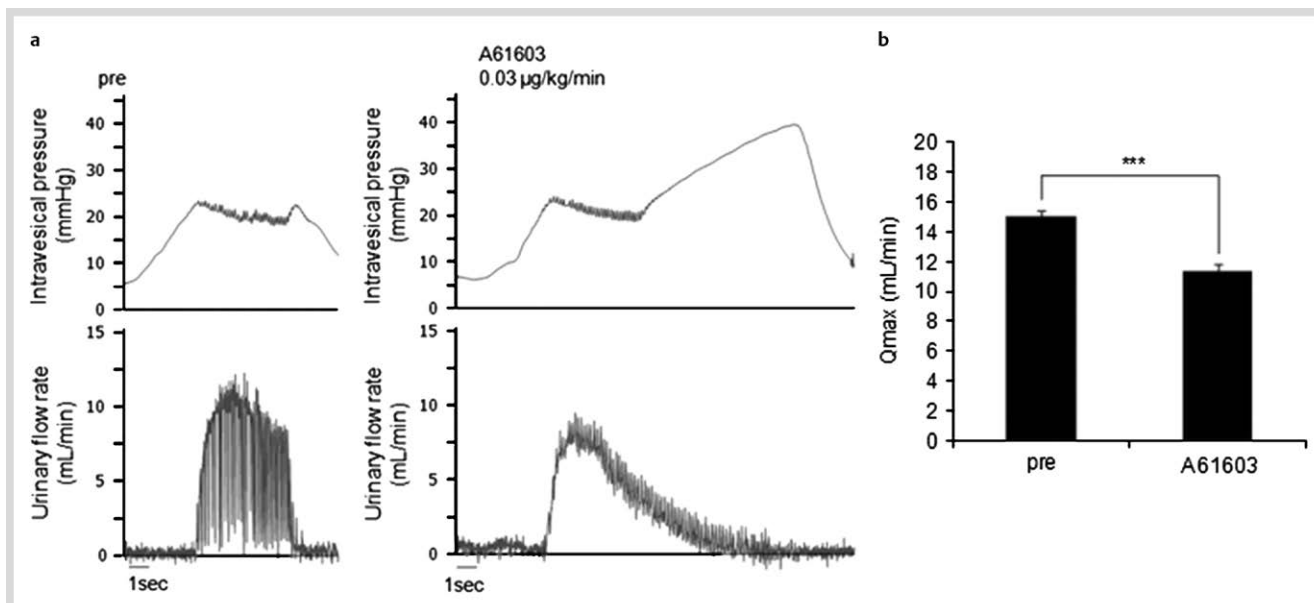 a
pre
Intravesical pressure
(mmHg)
40
30
20
10
0
A61603
0.03 µg/kg/min
Intravesical pressure
(mmHg)
40
30
20
10
0
Urinary flow rate
(mL/min)
15
10
5
0
1sec
Urinary flow rate
(mL/min)
15
10
5
0
1sec
b
Qmax (mL/min)
20
18
16
14
12
10
8
6
4
2
0
***
pre
A61603